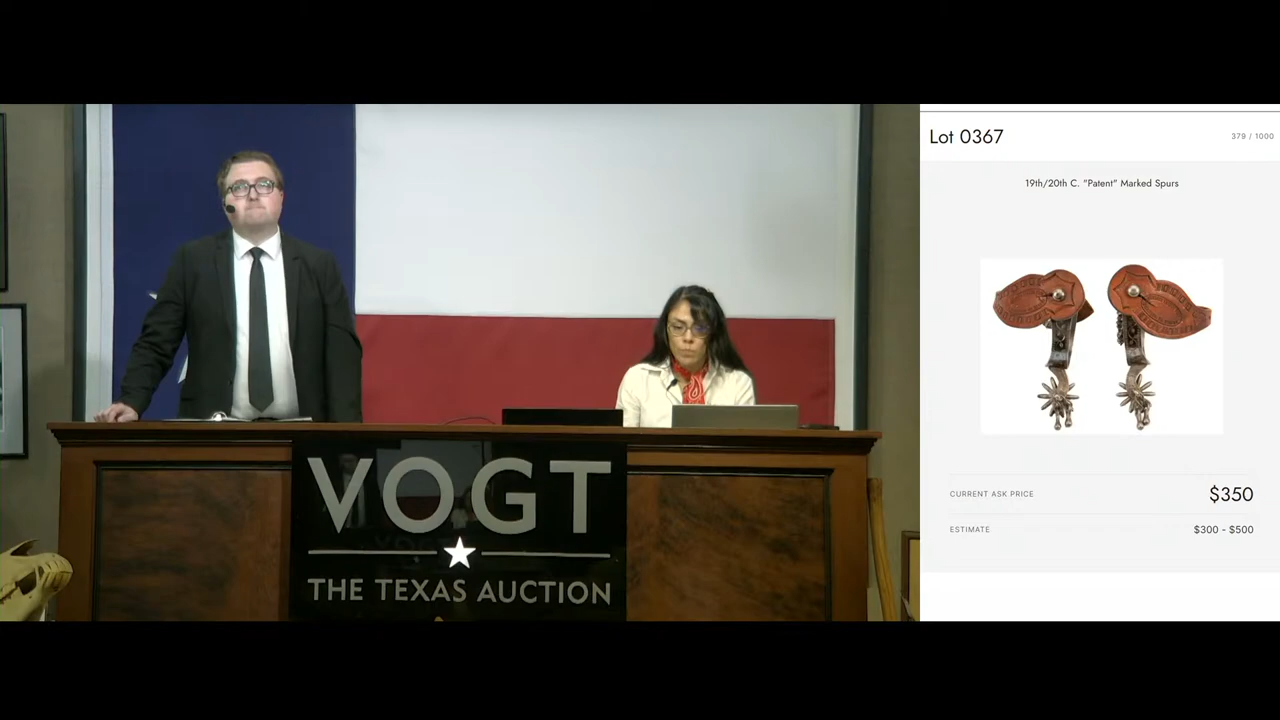 Lot 0367
379 / 1000
19th/20th C. "Patent" Marked Spurs
CURRENT ASK PRICE
$350
ESTIMATE
$300 - $500
VOGT
THE TEXAS AUCTION